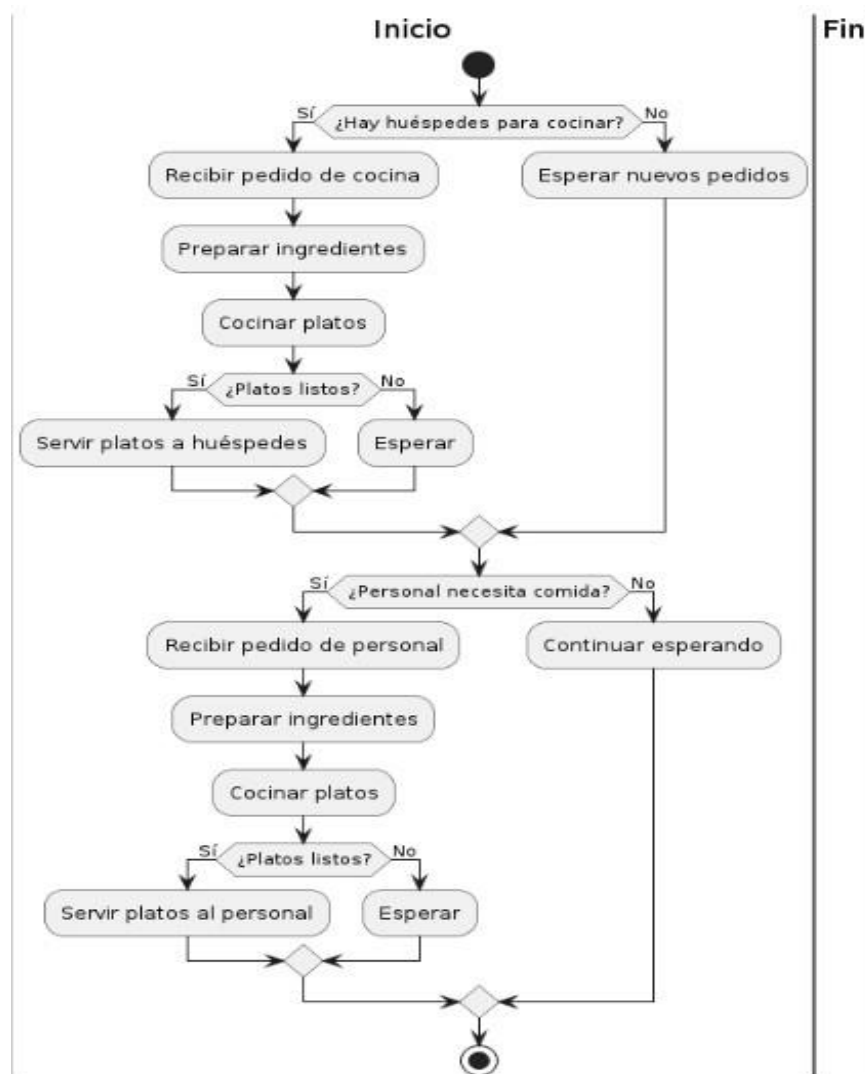 Inicio
Fin
¿Hay huéspedes para cocinar?
Sí
No
Recibir pedido de cocina
Esperar nuevos pedidos
Preparar ingredientes
Cocinar platos
¿Platos listos?
Sí
No
Servir platos a huéspedes
Esperar
¿Personal necesita comida?
Sí
No
Recibir pedido de personal
Continuar esperando
Preparar ingredientes
Cocinar platos
¿Platos listos?
Sí
No
Servir platos al personal
Esperar